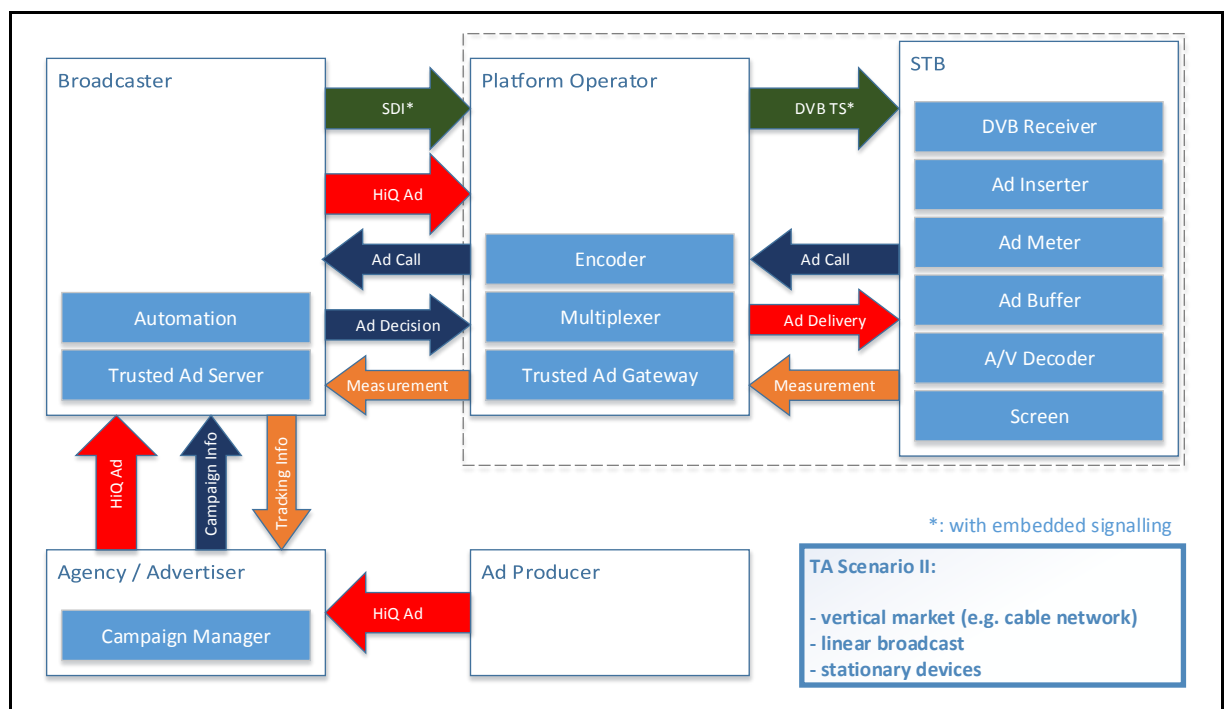 Broadcaster
SDI*
HiQ Ad
Ad Call
Automation
Ad Decision
Trusted Ad Server
Measurement
Platform Operator
Encoder
Multiplexer
Trusted Ad Gateway
DVB TS*
Ad Call
Ad Delivery
Measurement
STB
DVB Receiver
Ad Inserter
Ad Meter
Ad Buffer
A/V Decoder
Screen
HiQ Ad
Campaign Info
Tracking Info
Agency / Advertiser
Campaign Manager
HiQ Ad
Ad Producer
*: with embedded signalling
TA Scenario II:
- vertical market (e.g. cable network)
- linear broadcast
- stationary devices